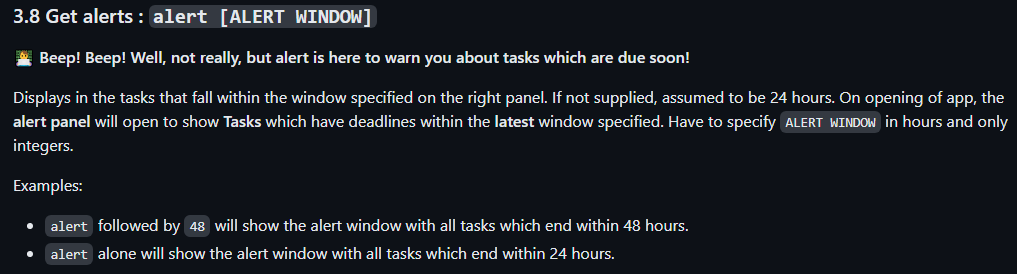 3.8 Get alerts : alert [ALERT WINDOW]
Beep! Beep! Well, not really, but alert is here to warn you about tasks which are due soon!
Displays in the tasks that fall within the window specified on the right panel. If not supplied, assumed to be 24 hours. On opening of app, the
alert panel will open to show Tasks which have deadlines within the latest window specified. Have to specify ALERT WINDOW in hours and only
integers.
Examples:
• alert followed by 48 will show the alert window with all tasks which end within 48 hours.
• alert alone will show the alert window with all tasks which end within 24 hours.